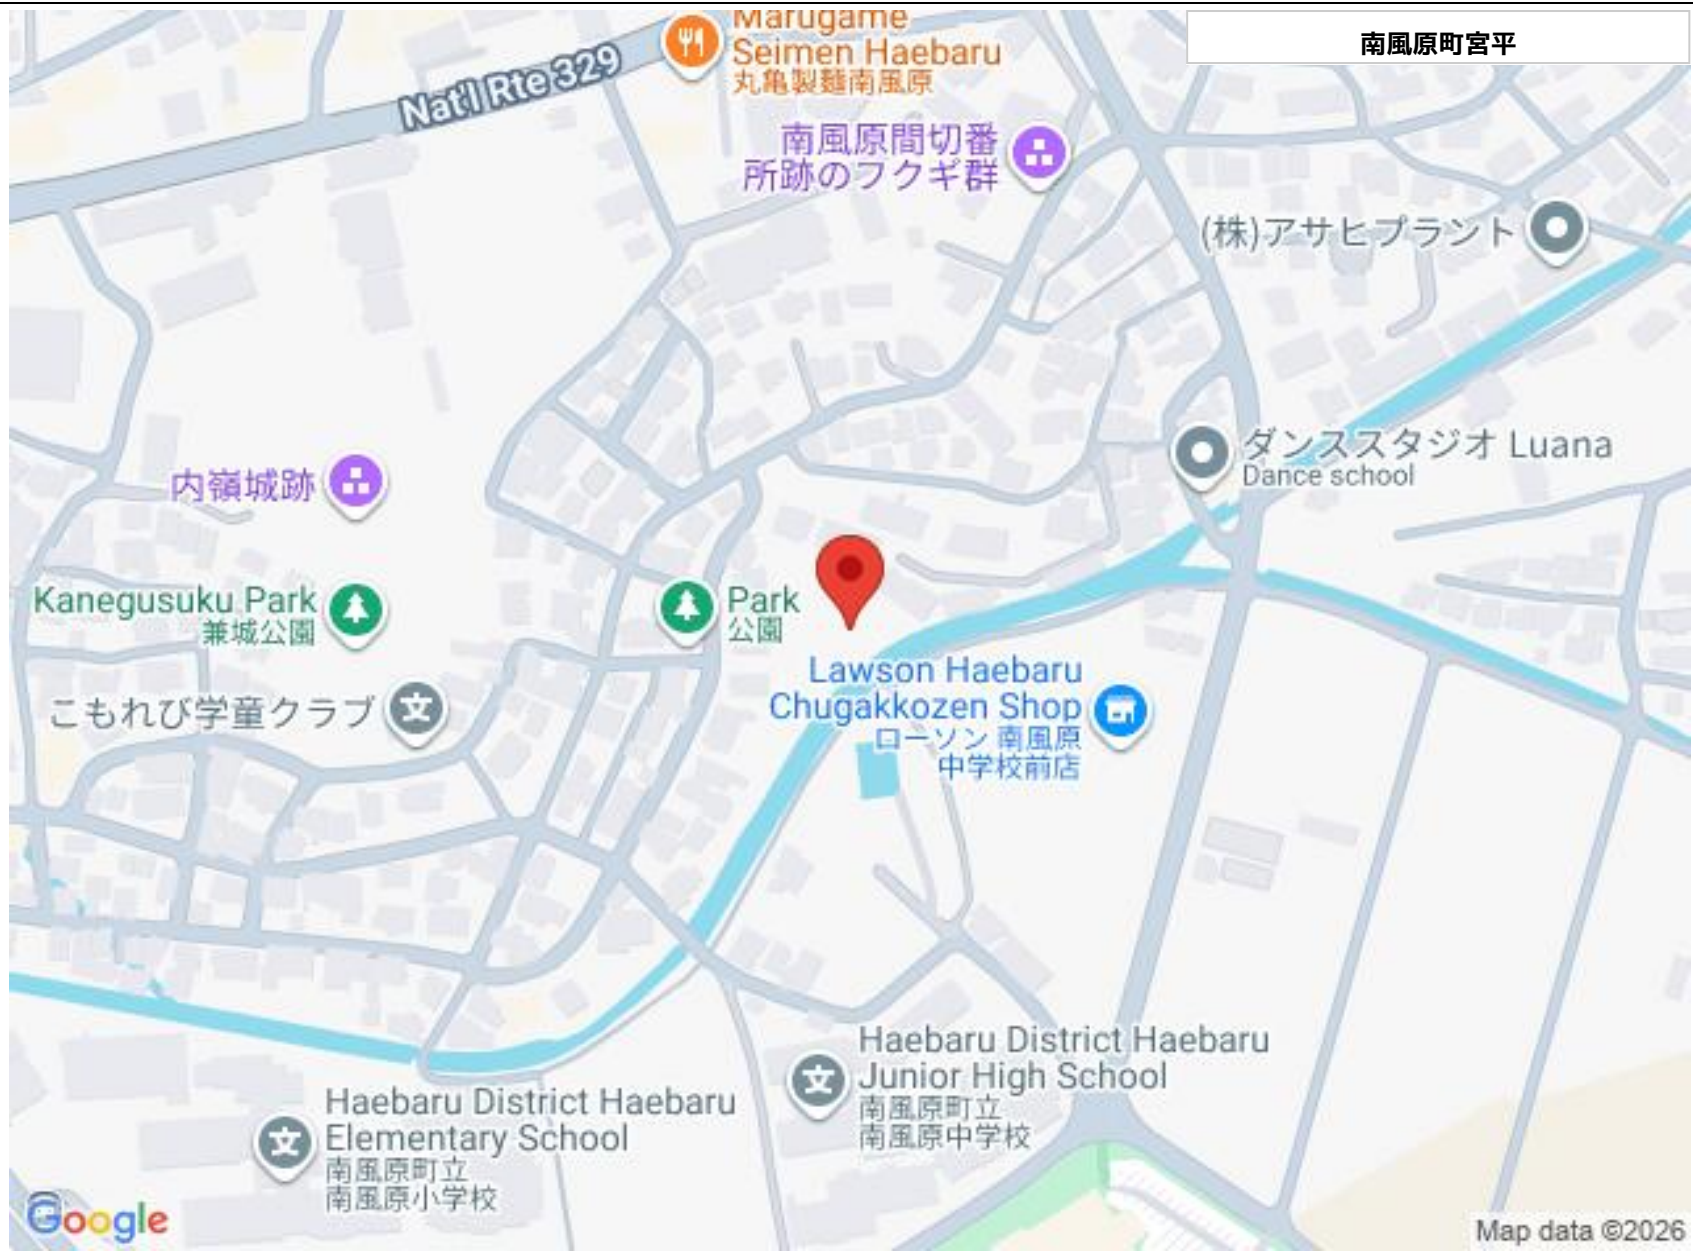 Marugame
Seimen Haebaru
丸亀製麺南風原
南風原町宮平
Nat'l Rte 329
南風原間切番
所跡のフクギ群
(株)アサヒプラント
ダンススタジオ Luana
Dance school
内嶺城跡
Kanegusuku Park
兼城公園
Park
公園
こもれび学童クラブ
Lawson Haebaru
Chugakkozen Shop
ローソン 南風原
中学校前店
Haebaru District Haebaru
Junior High School
南風原町立
南風原中学校
Haebaru District Haebaru
Elementary School
南風原町立
南風原小学校
Google
Map data ©2026